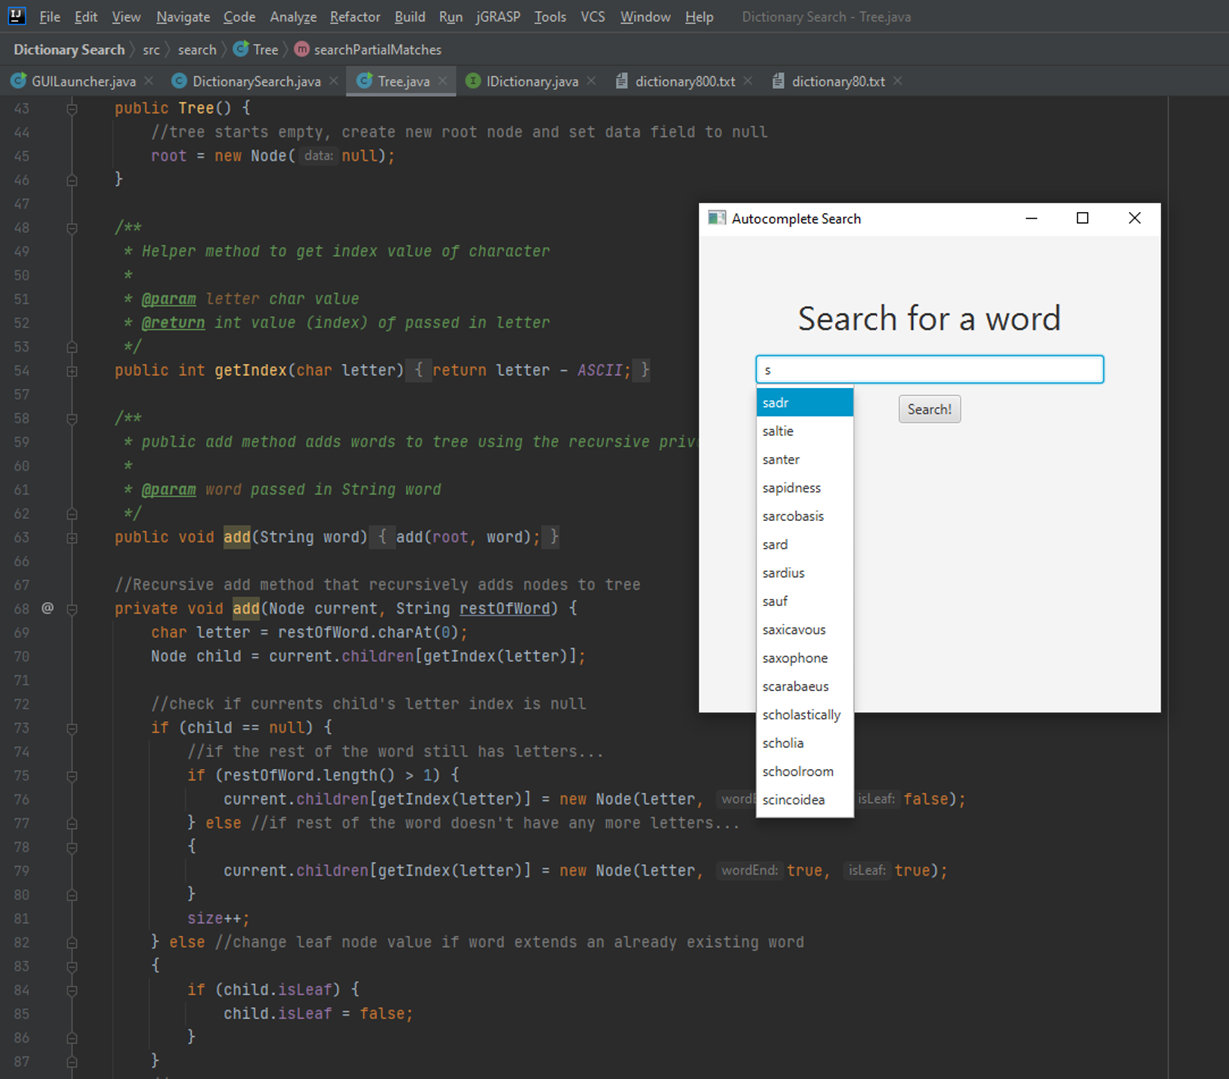 File Edit View Navigate Code Analyze Refactor Build Run jGRASP Tools VCS Window Help Dictionary Search - Tree.java
Dictionary Search src search Tree m searchPartialMatches
GUILauncher.java DictionarySearch.java Tree.java IDictionary.java dictionary800.txt dictionary80.txt
43 public Tree() {
44 //tree starts empty, create new root node and set data field to null
45 root = new Node( data: null);
46 }
47
48 /**
49 * Helper method to get index value of character
50 *
51 * @param letter char value
52 * @return int value (index) of passed in letter
53 */
54 public int getIndex(char letter) { return letter - ASCII; }
57
58 /**
59 * public add method adds words to tree using the recursive
60 *
61 * @param word passed in String word
62 */
63 public void add(String word) { add(root, word); }
66
67 //Recursive add method that recursively adds nodes to tree
68 @ private void add(Node current, String restOfWord) {
69 char letter = restOfWord.charAt(0);
70 Node child = current.children[getIndex(letter)];
71
72 //check if currents child's letter index is null
73 if (child == null) {
74 //if the rest of the word still has letters...
75 if (restOfWord.length() > 1) {
76 current.children[getIndex(letter)] = new Node(letter, isLeaf: false);
77 } else //if rest of the word doesn't have any more letters...
78 {
79 current.children[getIndex(letter)] = new Node(letter, wordEnd: true, isLeaf: true);
80 }
81 size++;
82 } else //change leaf node value if word extends an already existing word
83 {
84 if (child.isLeaf) {
85 child.isLeaf = false;
86 }
87 }
Autocomplete Search
Search for a word
s
Search!
sadr
saltie
santer
sapidness
sarcobasis
sard
sardius
sauf
saxicavous
saxophone
scarabaeus
scholastically
scholia
schoolroom
scincoidea